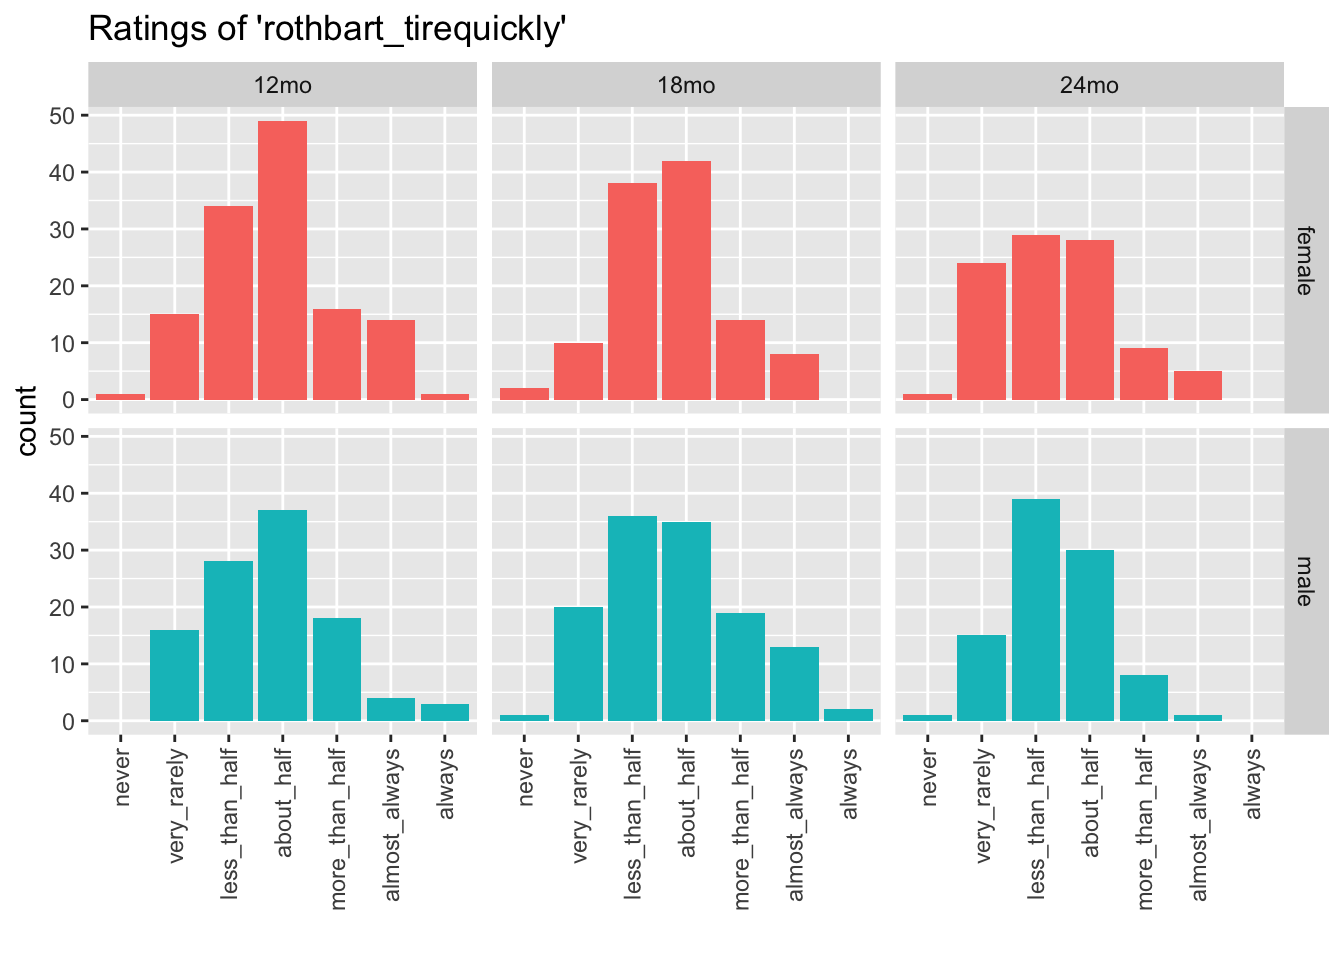 Ratings of 'rothbart_tirequickly'
12mo 18mo 24mo
50
40
30
20
10
0
female
count
50
40
30
20
10
0
male
never very_rarely less_than_half about_half more_than_half almost_always always never very_rarely less_than_half about_half more_than_half almost_always always never very_rarely less_than_half about_half more_than_half almost_always always